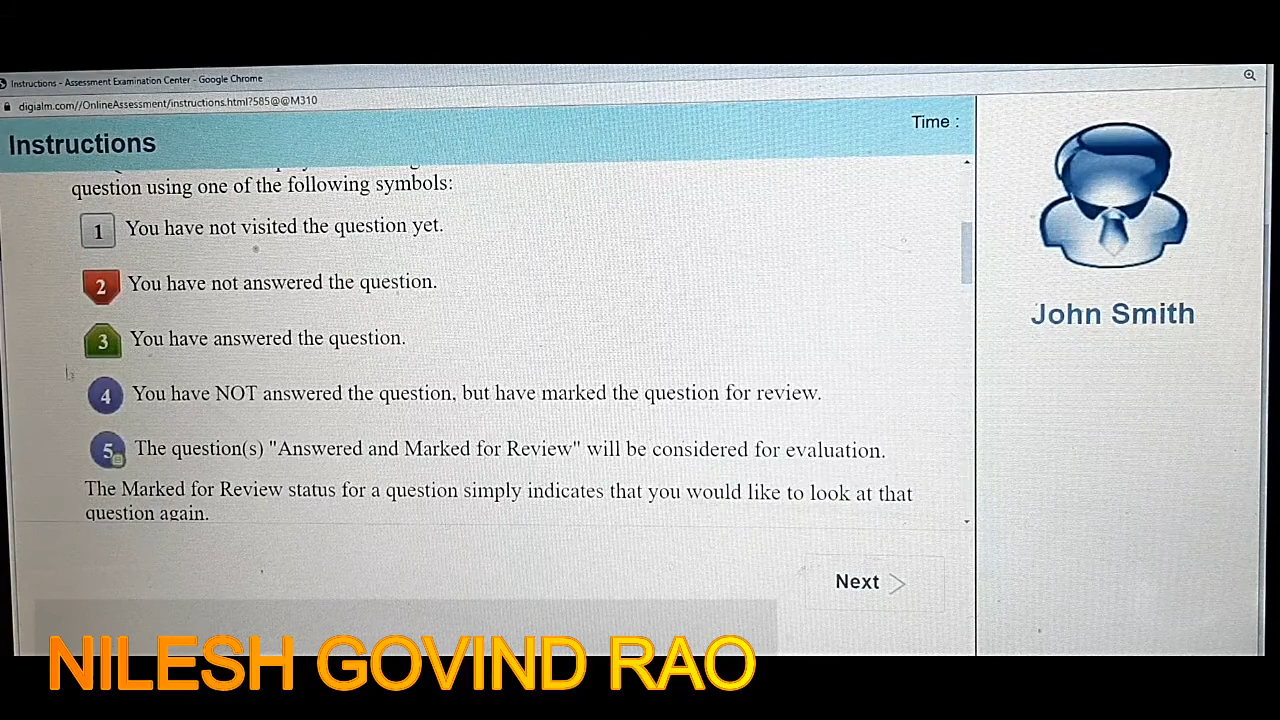 Instructions - Assessment Examination Center - Google Chrome
digialm.com//OnlineAssessment/instructions.html?585@@M310
Instructions
Time :
question using one of the following symbols:
1 You have not visited the question yet.
2 You have not answered the question.
3 You have answered the question.
4 You have NOT answered the question, but have marked the question for review.
5 The question(s) "Answered and Marked for Review" will be considered for evaluation.
The Marked for Review status for a question simply indicates that you would like to look at that
question again.
John Smith
Next
NILESH GOVIND RAO